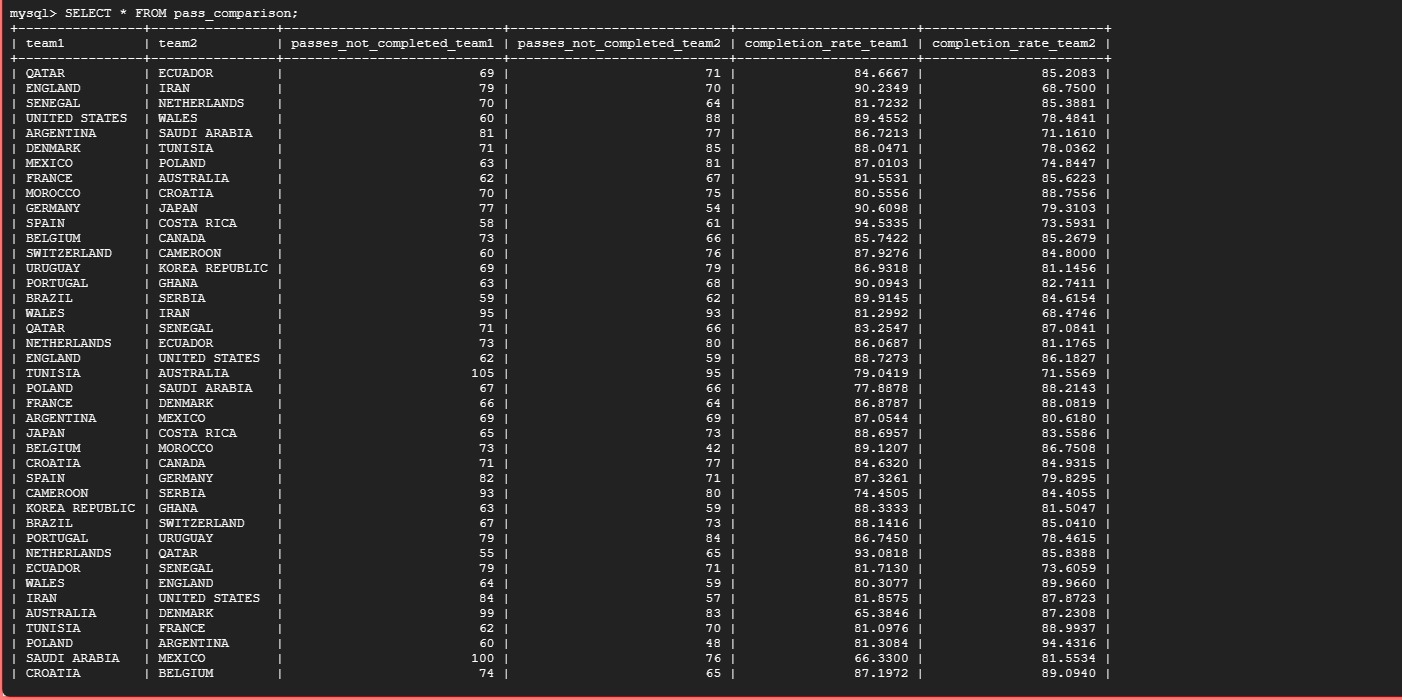 mysql> SELECT * FROM pass_comparison;
+----------------+----------------+----------------------------+----------------------------+-----------------------+-----------------------+
| team1          | team2          | passes_not_completed_team1 | passes_not_completed_team2 | completion_rate_team1 | completion_rate_team2 |
+----------------+----------------+----------------------------+----------------------------+-----------------------+-----------------------+
| QATAR          | ECUADOR        |                         69 |                         71 |               84.6667 |               85.2083 |
| ENGLAND        | IRAN           |                         79 |                         70 |               90.2349 |               68.7500 |
| SENEGAL        | NETHERLANDS    |                         70 |                         64 |               81.7232 |               85.3881 |
| UNITED STATES  | WALES          |                         60 |                         88 |               89.4552 |               78.4841 |
| ARGENTINA      | SAUDI ARABIA   |                         81 |                         77 |               86.7213 |               71.1610 |
| DENMARK        | TUNISIA        |                         71 |                         85 |               88.0471 |               78.0362 |
| MEXICO         | POLAND         |                         63 |                         81 |               87.0103 |               74.8447 |
| FRANCE         | AUSTRALIA      |                         62 |                         67 |               91.5531 |               85.6223 |
| MOROCCO        | CROATIA        |                         70 |                         75 |               80.5556 |               88.7556 |
| GERMANY        | JAPAN          |                         77 |                         54 |               90.6098 |               79.3103 |
| SPAIN          | COSTA RICA     |                         58 |                         61 |               94.5335 |               73.5931 |
| BELGIUM        | CANADA         |                         73 |                         66 |               85.7422 |               85.2679 |
| SWITZERLAND    | CAMEROON       |                         60 |                         76 |               87.9276 |               84.8000 |
| URUGUAY        | KOREA REPUBLIC |                         69 |                         79 |               86.9318 |               81.1456 |
| PORTUGAL       | GHANA          |                         63 |                         68 |               90.0943 |               82.7411 |
| BRAZIL         | SERBIA         |                         59 |                         62 |               89.9145 |               84.6154 |
| WALES          | IRAN           |                         95 |                         93 |               81.2992 |               68.4746 |
| QATAR          | SENEGAL        |                         71 |                         66 |               83.2547 |               87.0841 |
| NETHERLANDS    | ECUADOR        |                         73 |                         80 |               86.0687 |               81.1765 |
| ENGLAND        | UNITED STATES  |                         62 |                         59 |               88.7273 |               86.1827 |
| TUNISIA        | AUSTRALIA      |                        105 |                         95 |               79.0419 |               71.5569 |
| POLAND         | SAUDI ARABIA   |                         67 |                         66 |               77.8878 |               88.2143 |
| FRANCE         | DENMARK        |                         66 |                         64 |               86.8787 |               88.0819 |
| ARGENTINA      | MEXICO         |                         69 |                         69 |               87.0544 |               80.6180 |
| JAPAN          | COSTA RICA     |                         65 |                         73 |               88.6957 |               83.5586 |
| BELGIUM        | MOROCCO        |                         73 |                         42 |               89.1207 |               86.7508 |
| CROATIA        | CANADA         |                         71 |                         77 |               84.6320 |               84.9315 |
| SPAIN          | GERMANY        |                         82 |                         71 |               87.3261 |               79.8295 |
| CAMEROON       | SERBIA         |                         93 |                         80 |               74.4505 |               84.4055 |
| KOREA REPUBLIC | GHANA          |                         63 |                         59 |               88.3333 |               81.5047 |
| BRAZIL         | SWITZERLAND    |                         67 |                         73 |               88.1416 |               85.0410 |
| PORTUGAL       | URUGUAY        |                         79 |                         84 |               86.7450 |               78.4615 |
| NETHERLANDS    | QATAR          |                         55 |                         65 |               93.0818 |               85.8388 |
| ECUADOR        | SENEGAL        |                         79 |                         71 |               81.7130 |               73.6059 |
| WALES          | ENGLAND        |                         64 |                         59 |               80.3077 |               89.9660 |
| IRAN           | UNITED STATES  |                         84 |                         57 |               81.8575 |               87.8723 |
| AUSTRALIA      | DENMARK        |                         99 |                         83 |               65.3846 |               87.2308 |
| TUNISIA        | FRANCE         |                         62 |                         70 |               81.0976 |               88.9937 |
| POLAND         | ARGENTINA      |                         60 |                         48 |               81.3084 |               94.4316 |
| SAUDI ARABIA   | MEXICO         |                        100 |                         76 |               66.3300 |               81.5534 |
| CROATIA        | BELGIUM        |                         74 |                         65 |               87.1972 |               89.0940 |